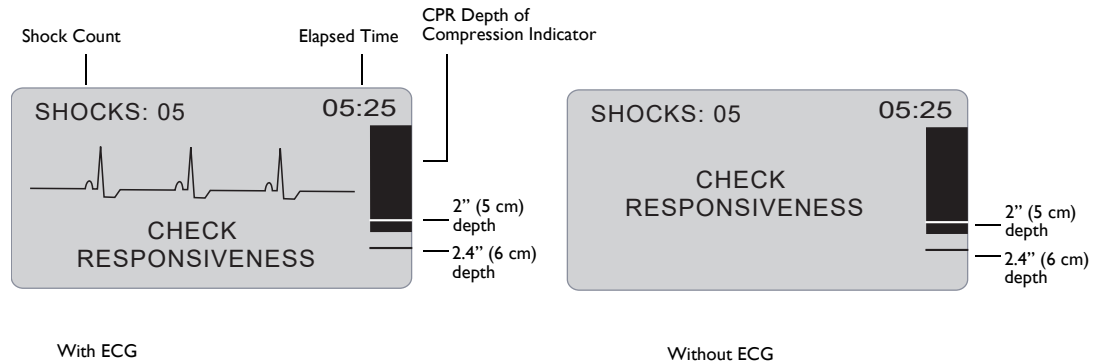 CPR Depth of
Compression Indicator
Shock Count
Elapsed Time
SHOCKS: 05
05:25
CHECK
RESPONSIVENESS
2” (5 cm)
depth
2.4” (6 cm)
depth
With ECG
SHOCKS: 05
05:25
CHECK
RESPONSIVENESS
2” (5 cm)
depth
2.4” (6 cm)
depth
Without ECG